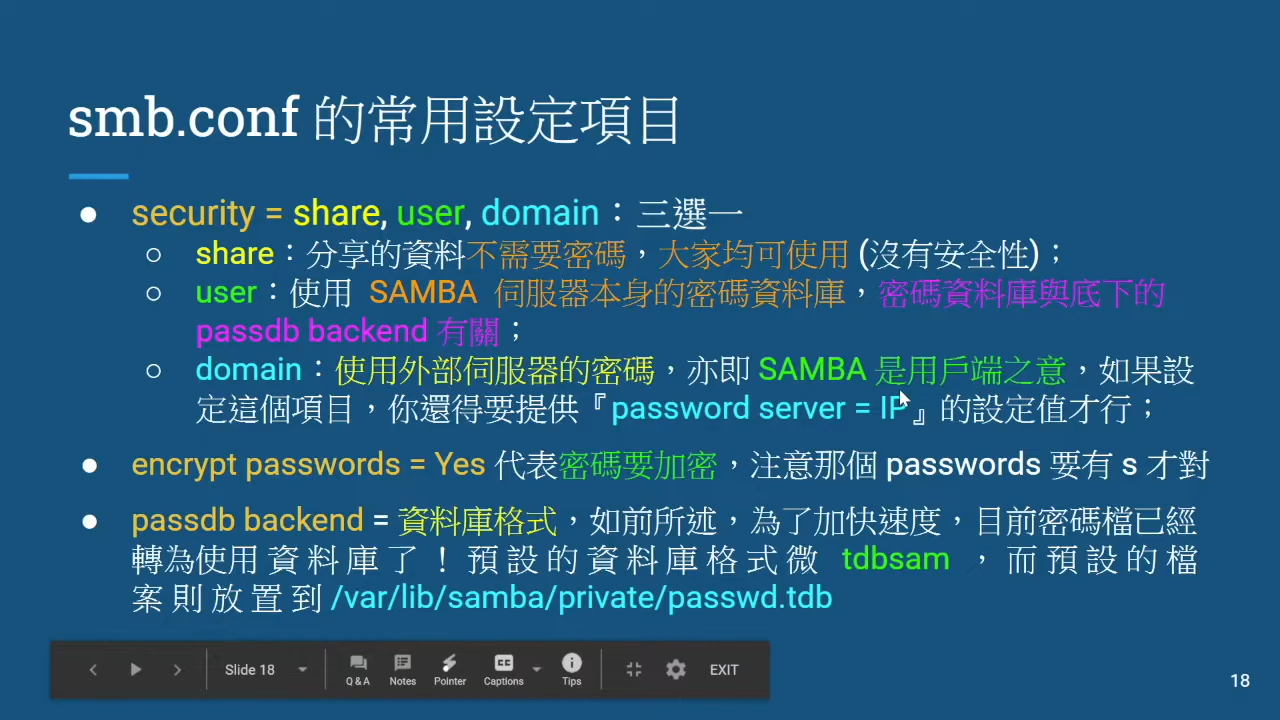 smb.conf 的常用設定項目
● security = share, user, domain：三選一
○ share：分享的資料不需要密碼，大家均可使用 (沒有安全性)；
○ user：使用 SAMBA 伺服器本身的密碼資料庫，密碼資料庫與底下的
passdb backend 有關；
○ domain：使用外部伺服器的密碼，亦即 SAMBA 是用戶端之意，如果設
定這個項目，你還得要提供『password server = IP』的設定值才行；
● encrypt passwords = Yes 代表密碼要加密，注意那個 passwords 要有 s 才對
● passdb backend = 資料庫格式，如前所述，為了加快速度，目前密碼檔已經
轉為使用資料庫了！預設的資料庫格式微 tdbsam，而預設的檔
案則放置到 /var/lib/samba/private/passwd.tdb
Slide 18 Q & A Notes Pointer Captions Tips EXIT
18